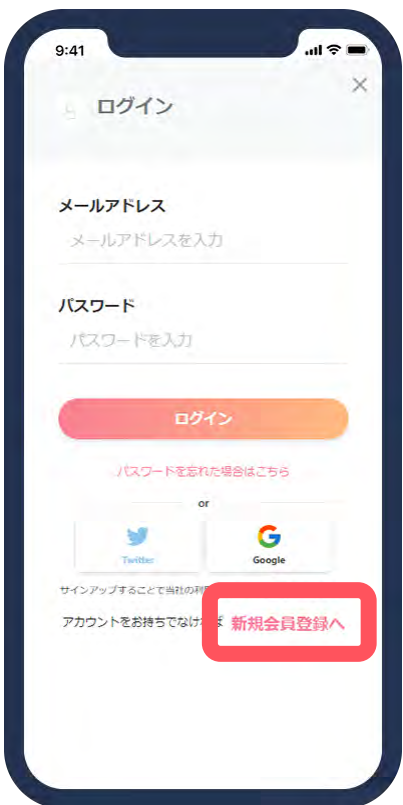 9:41
ログイン
メールアドレス
メールアドレスを入力
パスワード
パスワードを入力
ログイン
パスワードを忘れた場合はこちら
or
Twitter
Google
サインアップすることで当社の利
アカウントをお持ちでなければ 新規会員登録へ